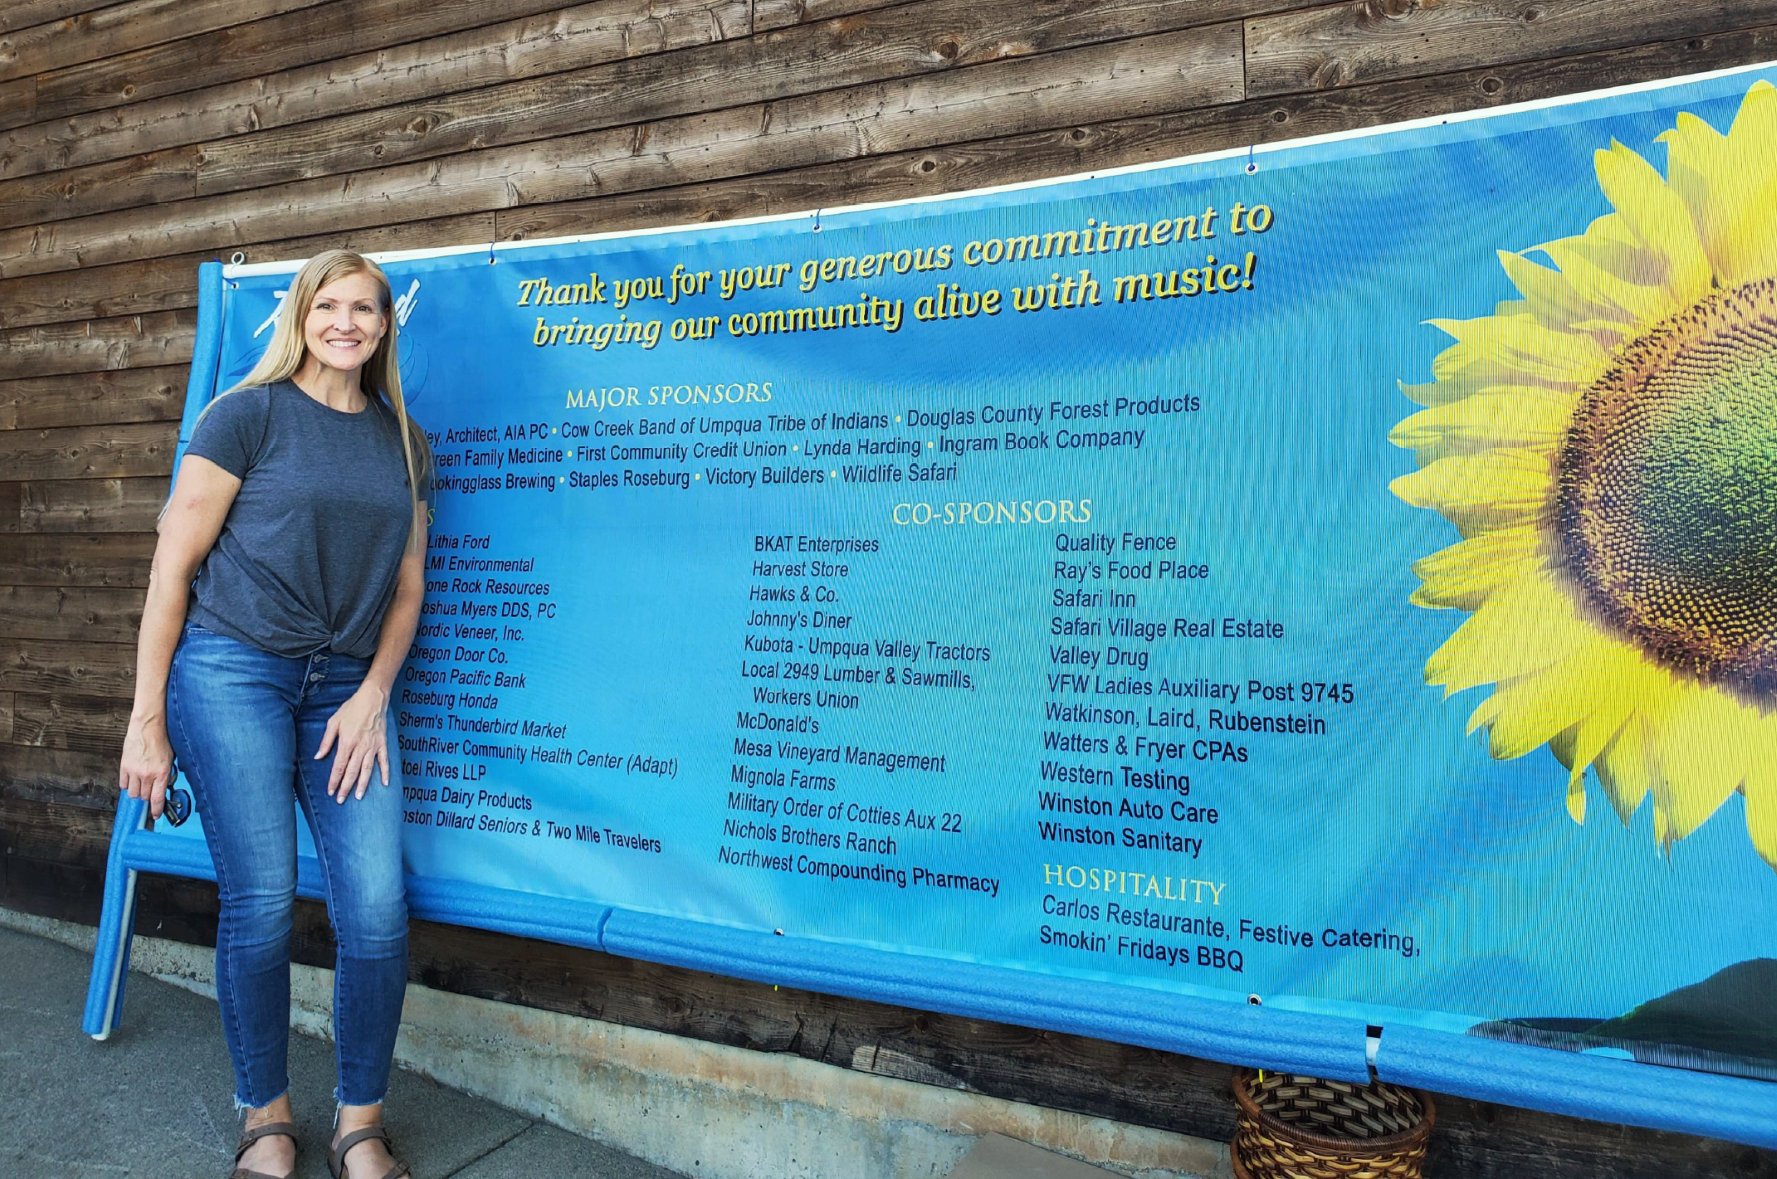 Thank you for your generous commitment to
bringing our community alive with music!
MAJOR SPONSORS
Architect, AIA PC • Cow Creek Band of Umpqua Tribe of Indians • Douglas County Forest Products
Family Medicine • First Community Credit Union • Lynda Harding • Ingram Book Company
Brewing • Staples Roseburg • Victory Builders • Wildlife Safari
Lithia Ford
LMI Environmental
one Rock Resources
oshua Myers DDS, PC
ordic Veneer, Inc.
Oregon Door Co.
Oregon Pacific Bank
Roseburg Honda
Sherm's Thunderbird Market
SouthRiver Community Health Center (Adapt)
toel Rives LLP
mpqua Dairy Products
nston Dillard Seniors & Two Mile Travelers
CO-SPONSORS
BKAT Enterprises
Harvest Store
Hawks & Co.
Johnny's Diner
Kubota - Umpqua Valley Tractors
Local 2949 Lumber & Sawmills,
Workers Union
McDonald's
Mesa Vineyard Management
Mignola Farms
Military Order of Cotties Aux 22
Nichols Brothers Ranch
Northwest Compounding Pharmacy
Quality Fence
Ray's Food Place
Safari Inn
Safari Village Real Estate
Valley Drug
VFW Ladies Auxiliary Post 9745
Watkinson, Laird, Rubenstein
Watters & Fryer CPAs
Western Testing
Winston Auto Care
Winston Sanitary
HOSPITALITY
Carlos Restaurante, Festive Catering,
Smokin' Fridays BBQ